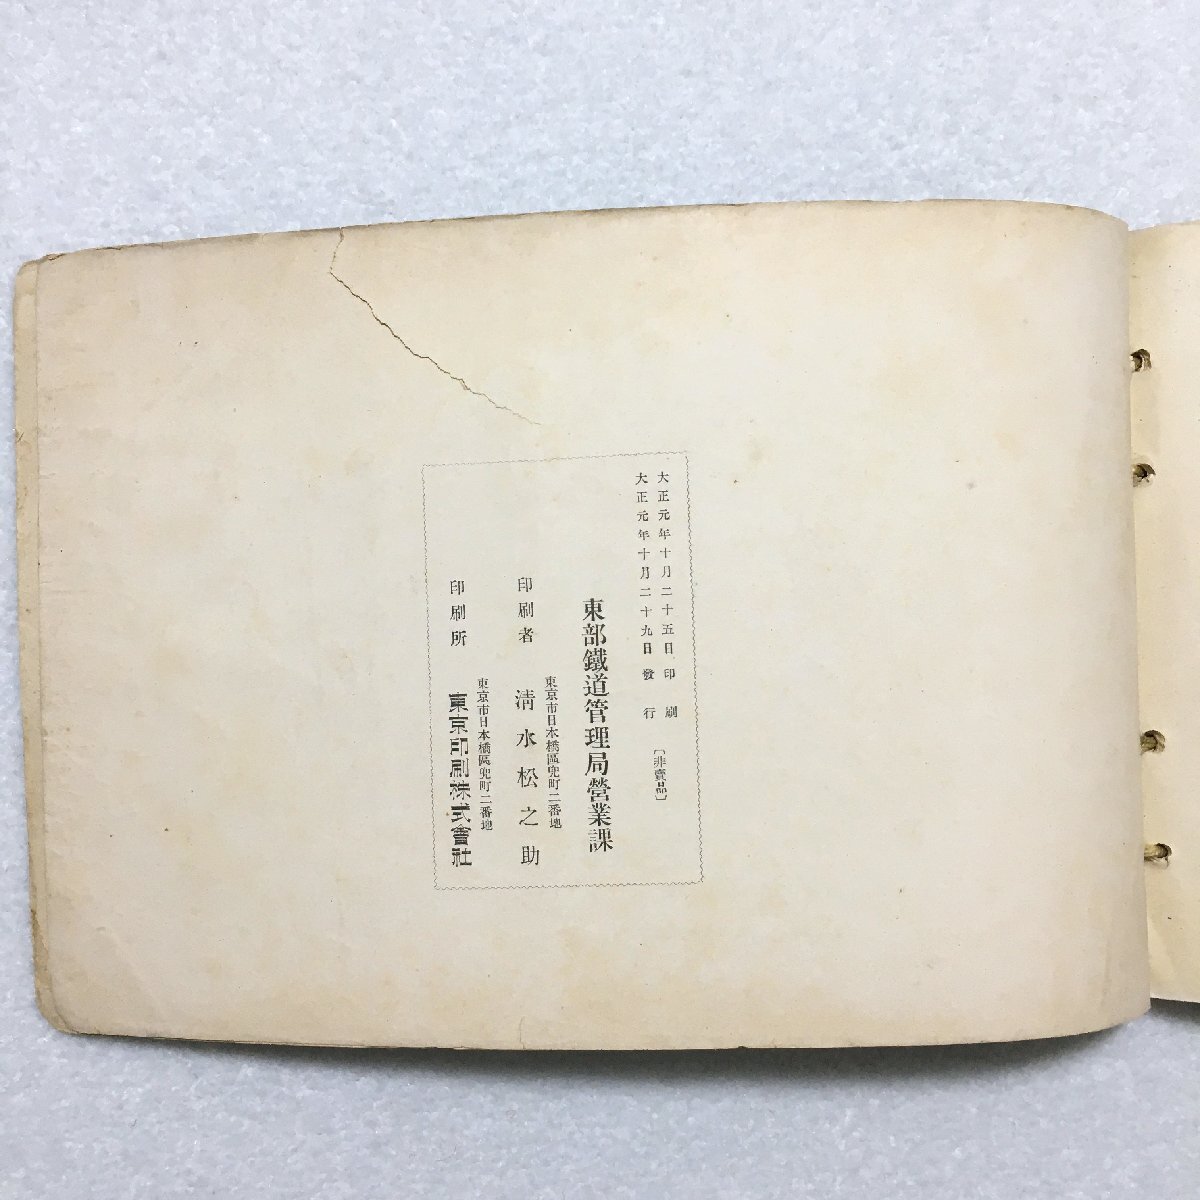 大正元年十月二十五日印刷
大正元年十月二十九日發行
〔非賣品〕
東部鐵道管理局營業課
東京市日本橋區兜町二番地
印刷者 淸水松之助
東京市日本橋區兜町二番地
印刷所 東京印刷株式會社